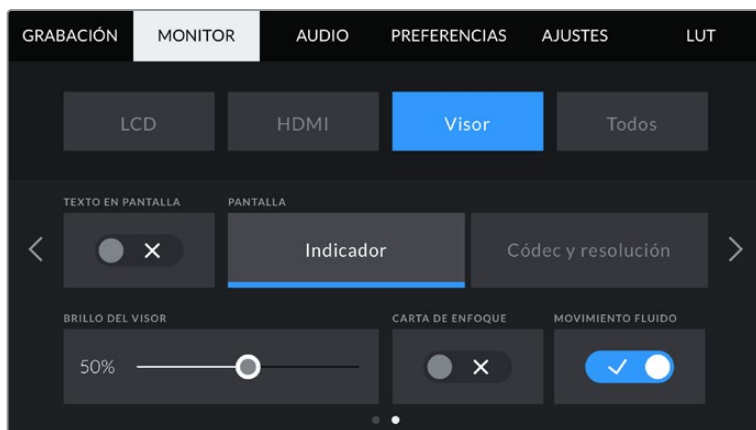 GRABACIÓN MONITOR AUDIO PREFERENCIAS AJUSTES LUT
LCD HDMI Visor Todos
TEXTO EN PANTALLA PANTALLA
Indicador Códec y resolución
BRILLO DEL VISOR CARTA DE ENFOQUE MOVIMIENTO FLUIDO
50%